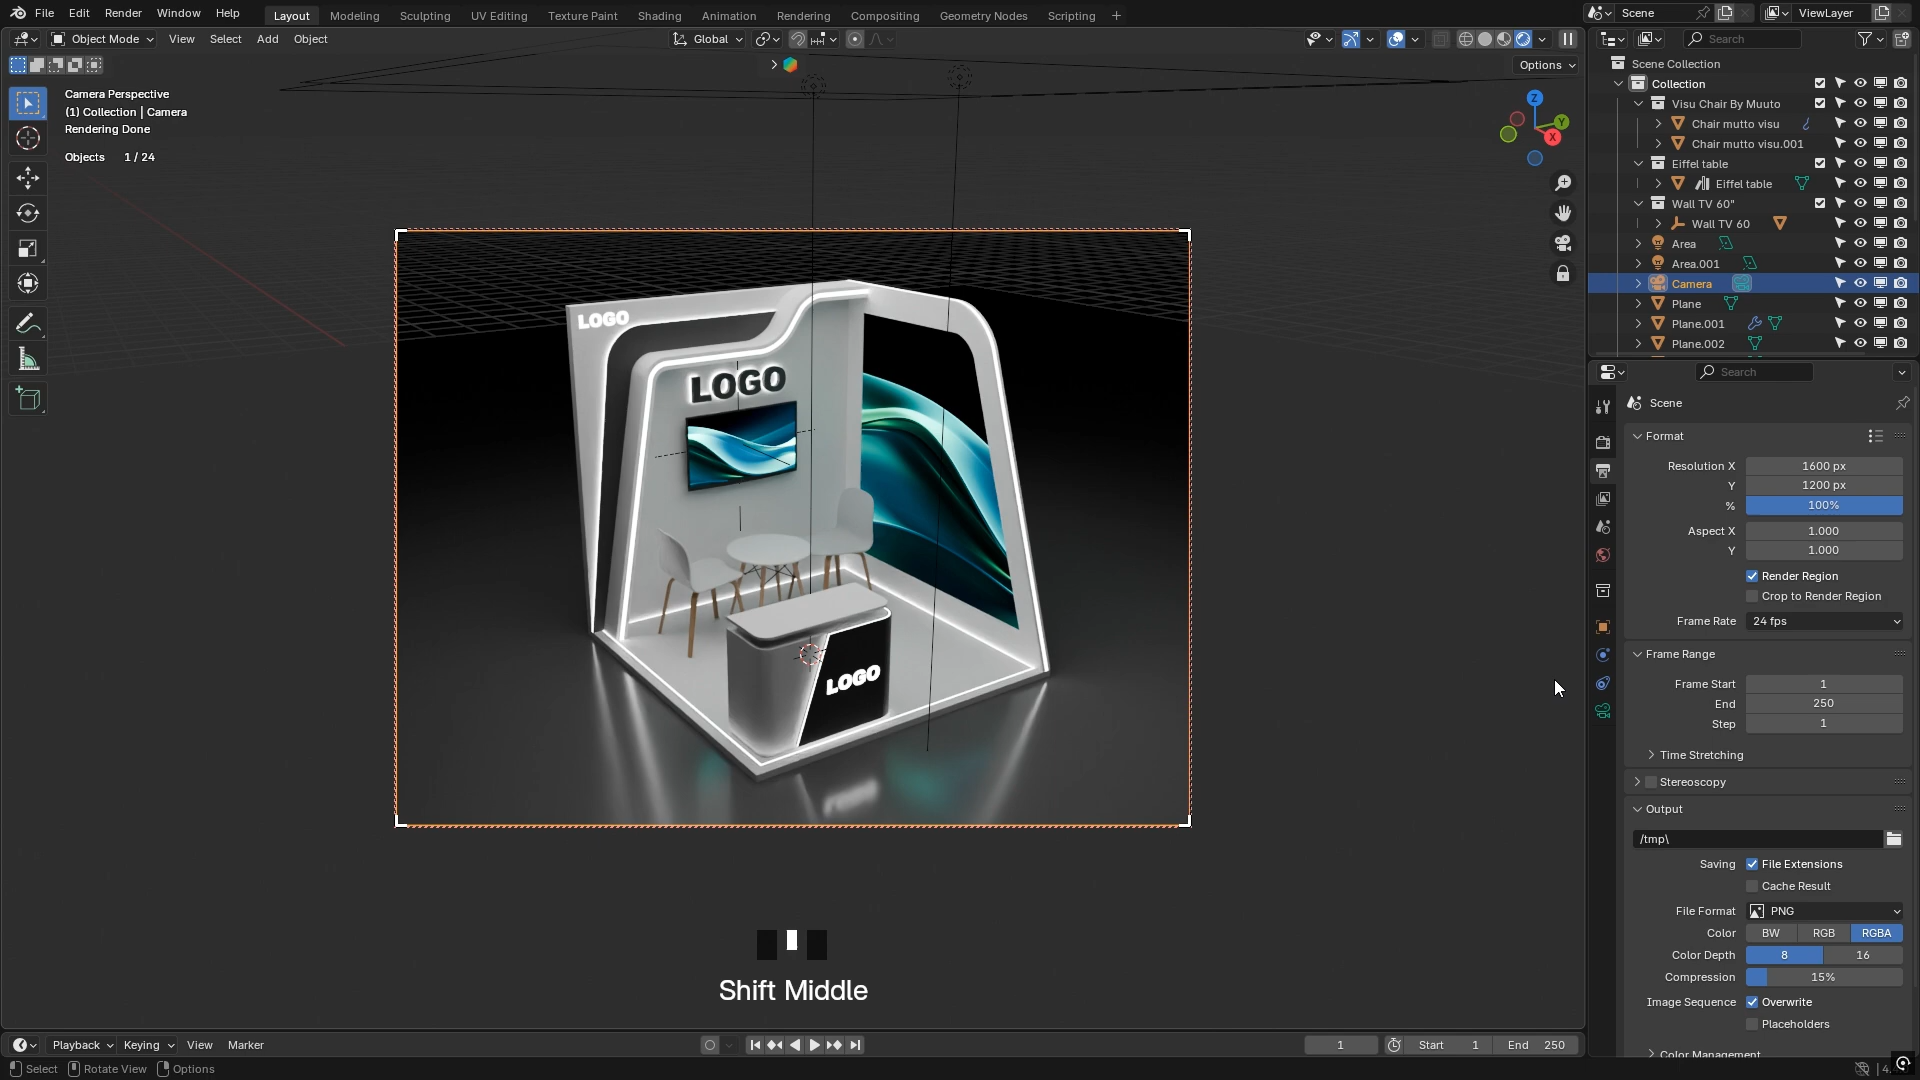 File Edit Render Window Help Layout Modeling Sculpting UV Editing Texture Paint Shading Animation Rendering Compositing Geometry Nodes Scripting Scene ViewLayer
Object Mode View Select Add Object Global Search
Options
Camera Perspective
(1) Collection | Camera
Rendering Done
Objects 1 / 24
Z
Y
X
LOGO
LOGO
LOGO
Shift Middle
Scene Collection
Collection
Visu Chair By Muuto
Chair mutto visu
Chair mutto visu.001
Eiffel table
Eiffel table
Wall TV 60"
Wall TV 60
Area
Area.001
Camera
Plane
Plane.001
Plane.002
Search
Scene
Format
Resolution X 1600 px
Y 1200 px
% 100%
Aspect X 1.000
Y 1.000
Render Region
Crop to Render Region
Frame Rate 24 fps
Frame Range
Frame Start 1
End 250
Step 1
Time Stretching
Stereoscopy
Output
/tmp\
Saving File Extensions
Cache Result
File Format PNG
Color BW RGB RGBA
Color Depth 8 16
Compression 15%
Image Sequence Overwrite
Placeholders
Color Management
Playback Keying View Marker 1 Start 1 End 250
Select Rotate View Options